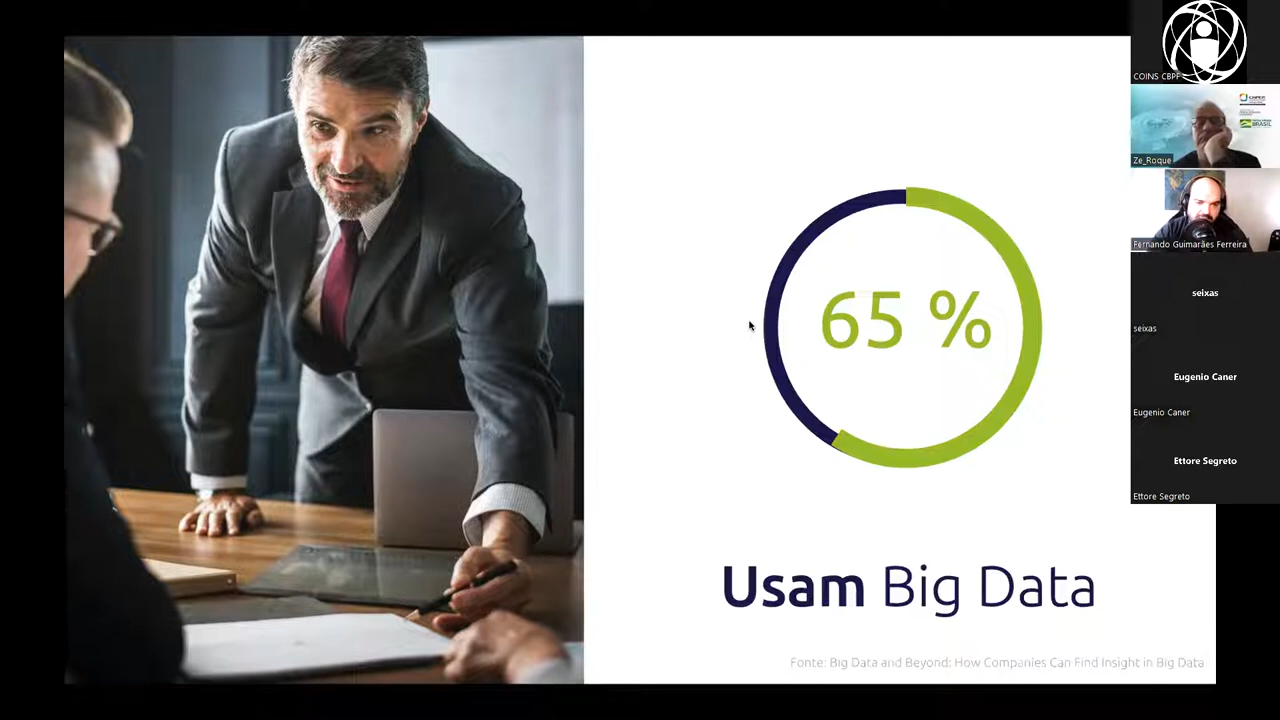 65 %
Usam Big Data
Fonte: Big Data and Beyond: How Companies Can Find Insight in Big Data
COINS CBPF
BRASIL
Ze_Roque
Fernando Guimarães Ferreira
seixas
seixas
Eugenio Caner
Eugenio Caner
Ettore Segreto
Ettore Segreto